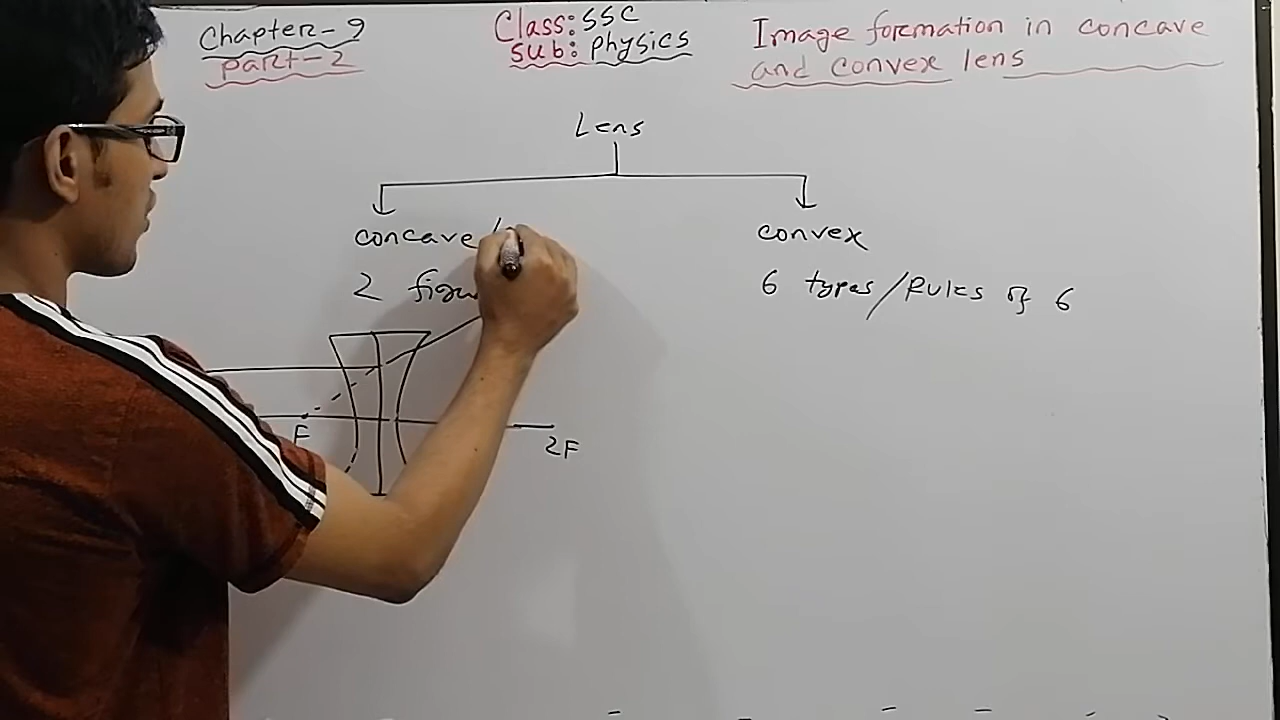 Chapter-9
part-2
Class: SSC
Sub: physics
Image formation in concave
and convex lens
Lens
concave/
convex
2
6 types/Rules of 6
F
2F